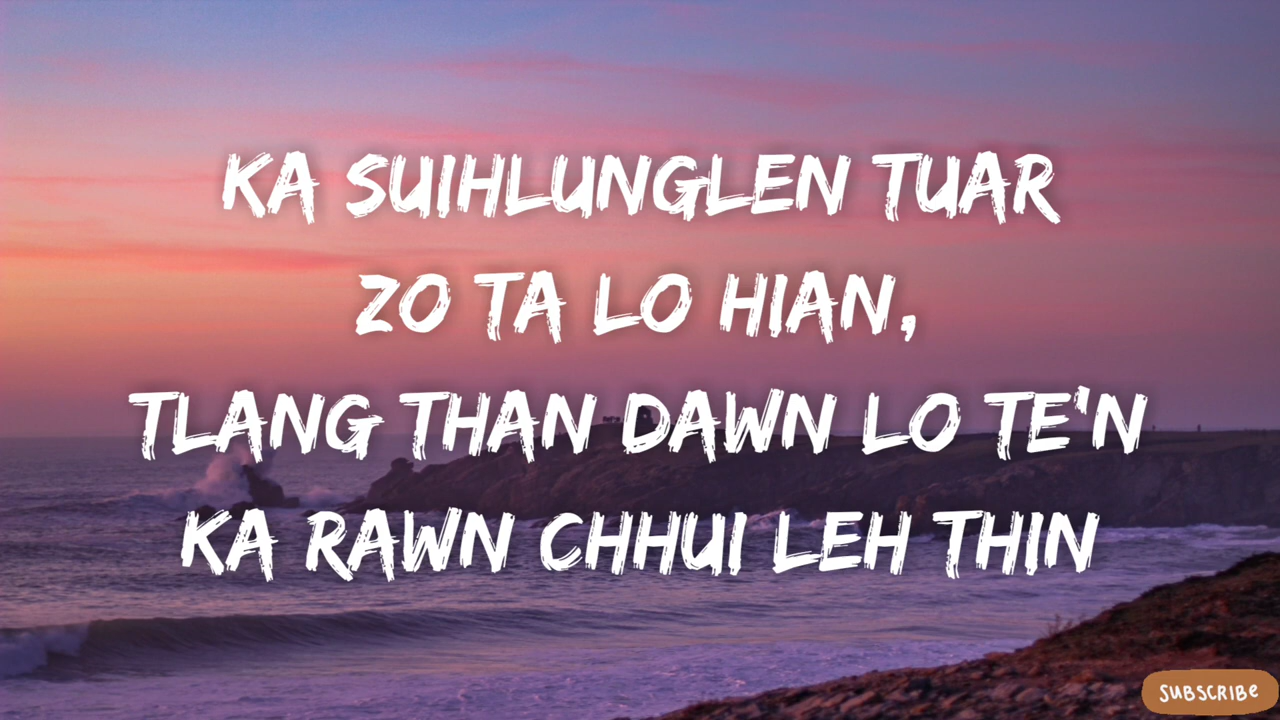 KA SUIHLUNGLEN TUAR
ZO TA LO HIAN,
TLANG THAN DAWN LO TE'N
KA RAWN CHHUI LEH THIN
SUBSCRIBE